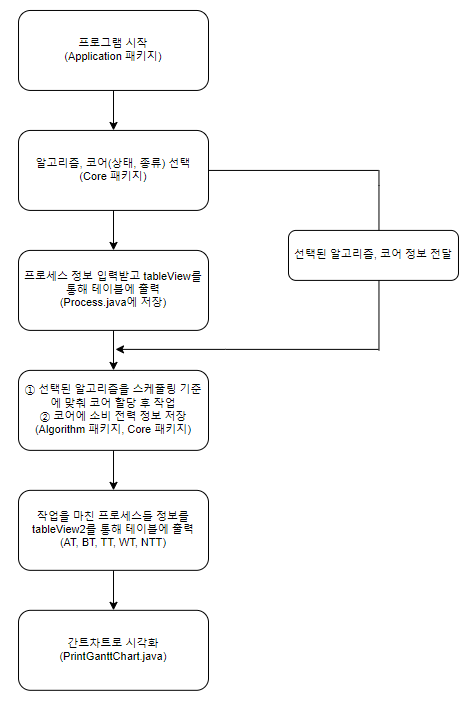 프로그램 시작
(Application 패키지)
알고리즘, 코어(상태, 종류) 선택
(Core 패키지)
선택된 알고리즘, 코어 정보 전달
프로세스 정보 입력받고 tableView를
통해 테이블에 출력
(Process.java에 저장)
① 선택된 알고리즘을 스케쥴링 기준
에 맞춰 코어 할당 후 작업
② 코어에 소비 전력 정보 저장
(Algorithm 패키지, Core 패키지)
작업을 마친 프로세스들 정보를
tableView2를 통해 테이블에 출력
(AT, BT, TT, WT, NTT)
간트차트로 시각화
(PrintGanttChart.java)